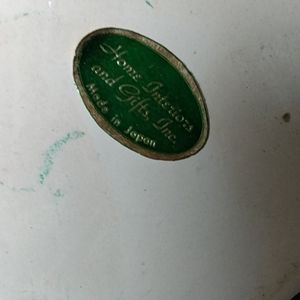 Home Interiors
and Gifts, Inc.
Made in Japan